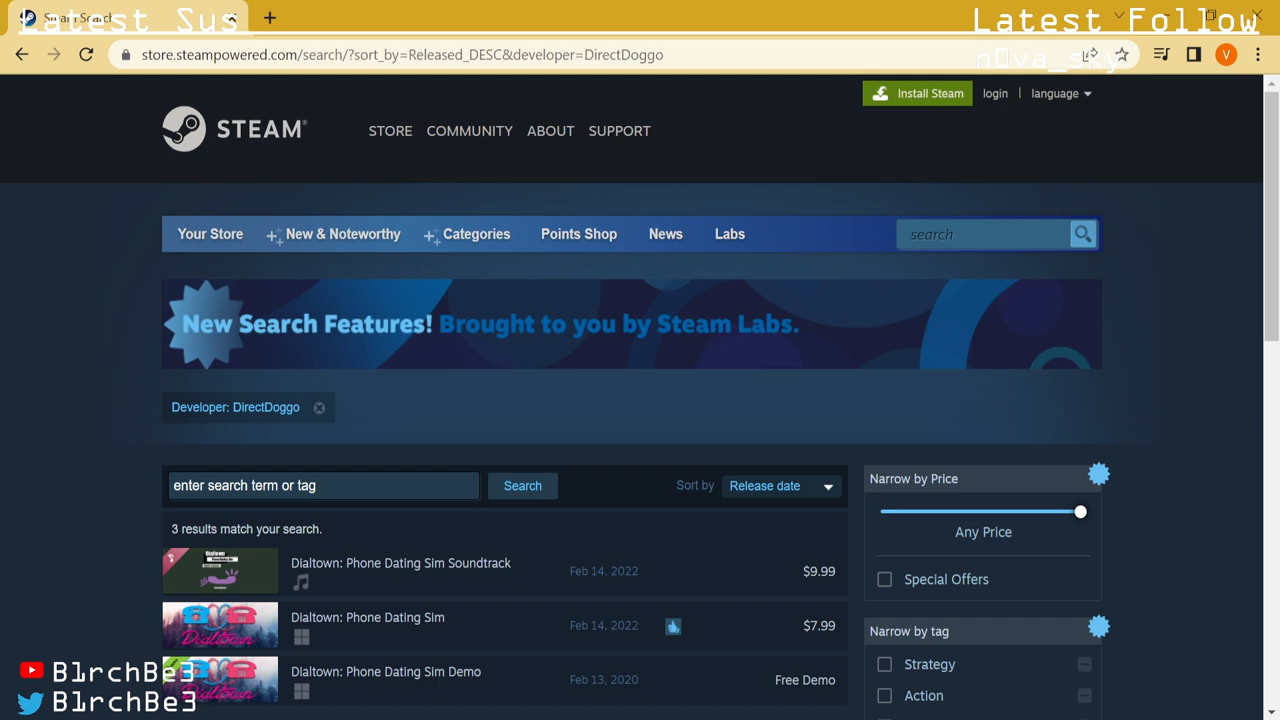 Steam Search
Latest Sus
Latest Follow
store.steampowered.com/search/?sort_by=Released_DESC&developer=DirectDoggo
n0va_sky
V
Install Steam
login
language
STEAM®
STORE
COMMUNITY
ABOUT
SUPPORT
Your Store
New & Noteworthy
Categories
Points Shop
News
Labs
search
New Search Features! Brought to you by Steam Labs.
Developer: DirectDoggo
enter search term or tag
Search
Sort by
Release date
3 results match your search.
Dialtown: Phone Dating Sim Soundtrack
Feb 14, 2022
$9.99
Dialtown
Dialtown: Phone Dating Sim
Feb 14, 2022
$7.99
Dialtown
Dialtown: Phone Dating Sim Demo
Feb 13, 2020
Free Demo
Narrow by Price
Any Price
Special Offers
Narrow by tag
Strategy
Action
B1rchBe3
B1rchBe3